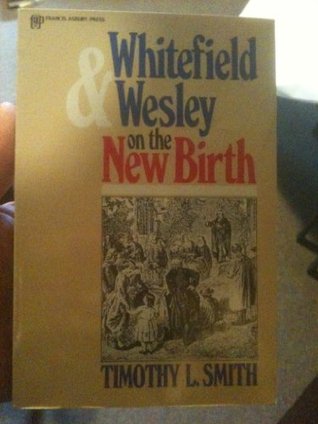 FRANCIS ASBURY PRESS
Whitefield
& Wesley
on the
New Birth
TIMOTHY L. SMITH